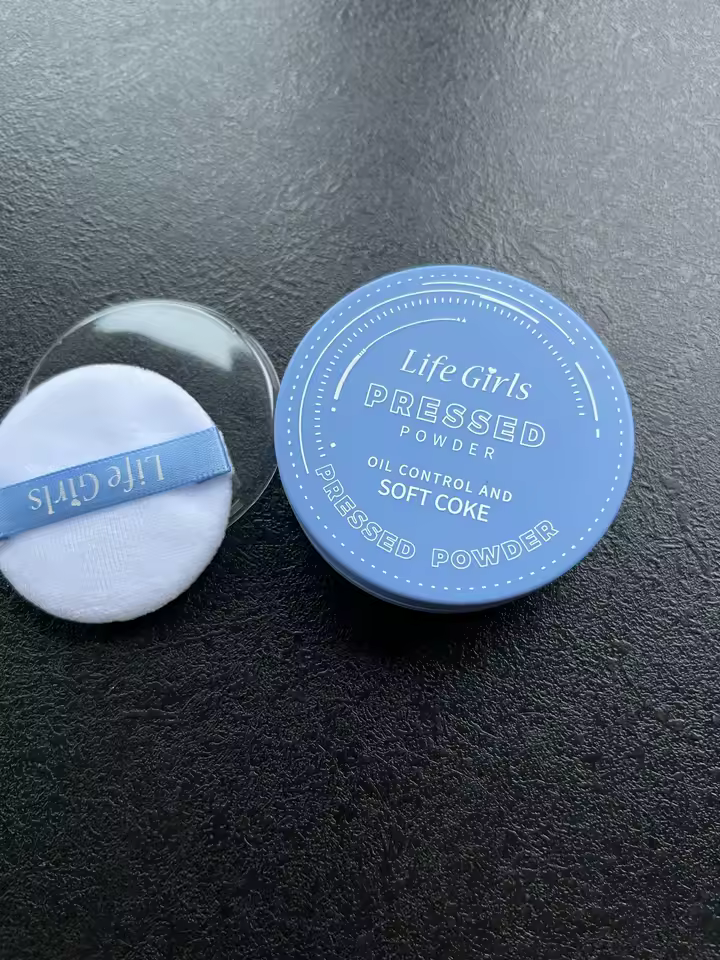 Life Girls
Life Girls
PRESSED
POWDER
OIL CONTROL AND
SOFT COKE
PRESSED POWDER